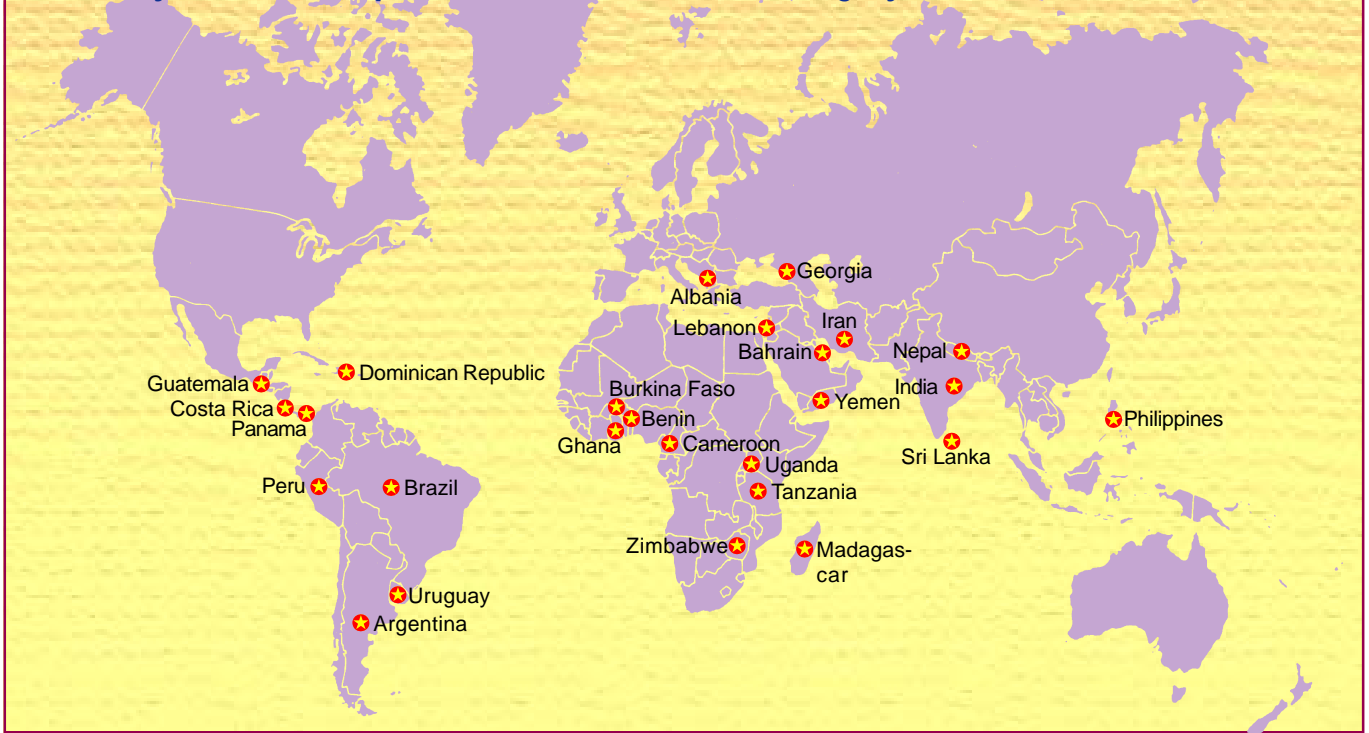 Georgia
Albania
Lebanon
Iran
Bahrain
Nepal
Guatemala
Dominican Republic
India
Burkina Faso
Yemen
Costa Rica
Benin
Philippines
Panama
Ghana
Cameroon
Sri Lanka
Uganda
Peru
Brazil
Tanzania
Zimbabwe
Madagas-
car
Uruguay
Argentina